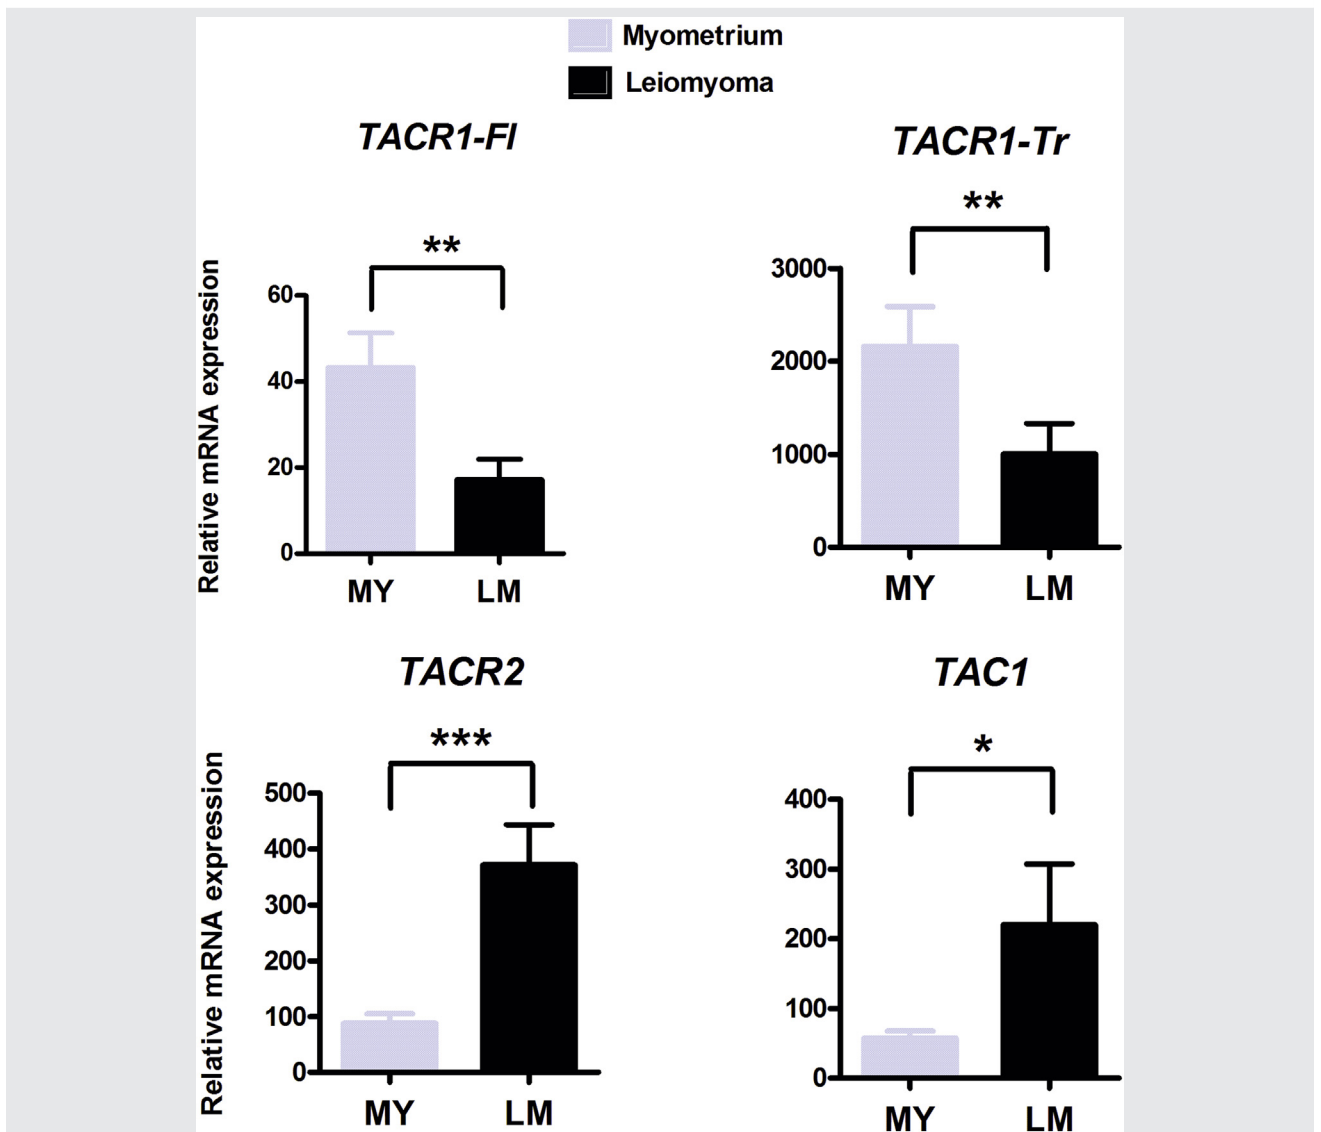 Myometrium
Leiomyoma
TACR1-Fl
**
Relative mRNA expression
60
40
20
0
MY LM
TACR1-Tr
**
3000
2000
1000
0
MY LM
TACR2
***
Relative mRNA expression
500
400
300
200
100
0
MY LM
TAC1
*
400
300
200
100
0
MY LM